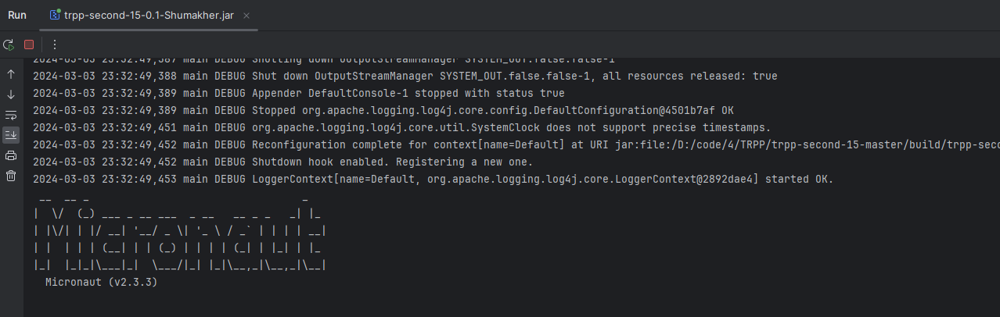 Run
trpp-second-15-0.1-Shumakher.jar
2024-03-03 23:32:49,387 main DEBUG Shutting down OutputStreamManager SYSTEM_OUT.false.false-1
2024-03-03 23:32:49,388 main DEBUG Shut down OutputStreamManager SYSTEM_OUT.false.false-1, all resources released: true
2024-03-03 23:32:49,389 main DEBUG Appender DefaultConsole-1 stopped with status true
2024-03-03 23:32:49,389 main DEBUG Stopped org.apache.logging.log4j.core.config.DefaultConfiguration@4501b7af OK
2024-03-03 23:32:49,451 main DEBUG org.apache.logging.log4j.core.util.SystemClock does not support precise timestamps.
2024-03-03 23:32:49,452 main DEBUG Reconfiguration complete for context[name=Default] at URI jar:file:/D:/code/4/TRPP/trpp-second-15-master/build/trpp-sec
2024-03-03 23:32:49,452 main DEBUG Shutdown hook enabled. Registering a new one.
2024-03-03 23:32:49,453 main DEBUG LoggerContext[name=Default, org.apache.logging.log4j.core.LoggerContext@2892dae4] started OK.
 __  __ _                                  _
|  \/  (_) ___ _ __ ___  _ __   __ _ _   _| |_
| |\/| | |/ __| '__/ _ \| '_ \ / _` | | | | __|
| |  | | | (__| | | (_) | | | | (_| | |_| | |_
|_|  |_|_|\___|_|  \___/|_| |_|\__,_|\__,_|\__|
Micronaut (v2.3.3)